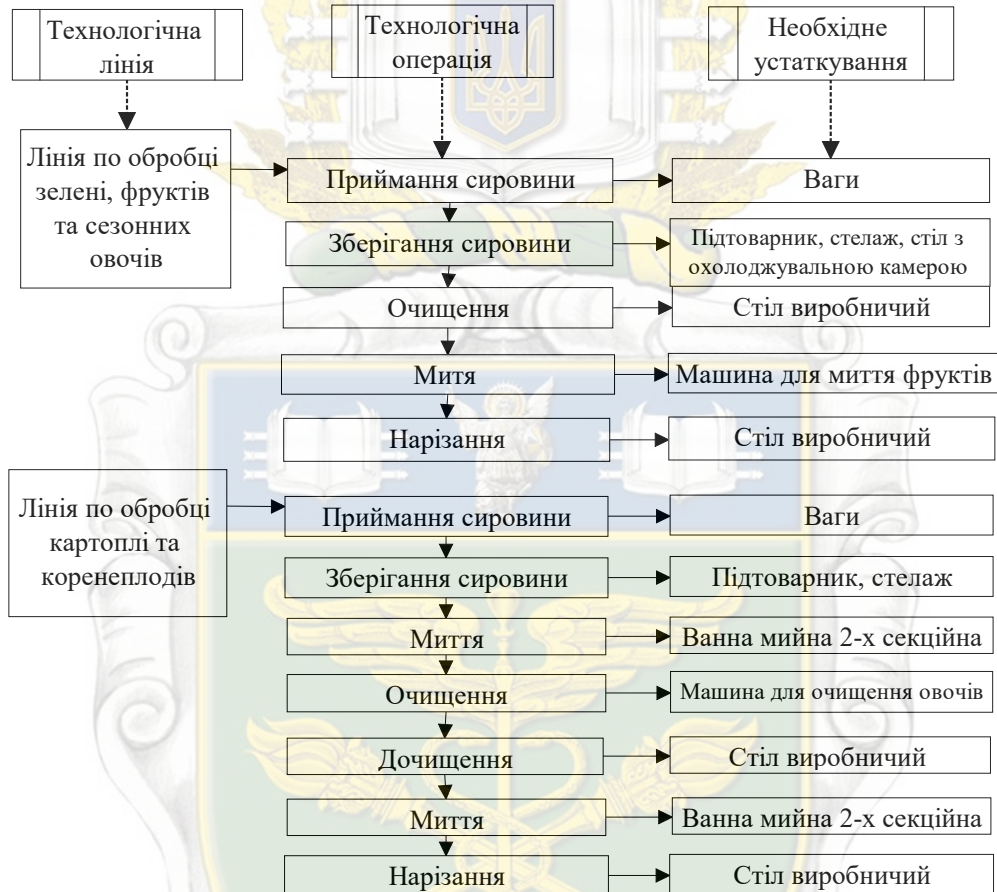 Технологічна
лінія
Технологічна
операція
Необхідне
устаткування
Лінія по обробці
зелені, фруктів
та сезонних
овочів
Приймання сировини
Ваги
Зберігання сировини
Підтоварник, стелаж, стіл з
охолоджувальною камерою
Очищення
Стіл виробничий
Митя
Машина для миття фруктів
Нарізання
Стіл виробничий
Лінія по обробці
картоплі та
коренеплодів
Приймання сировини
Ваги
Зберігання сировини
Підтоварник, стелаж
Миття
Ванна мийна 2-х секційна
Очищення
Машина для очищення овочів
Дочищення
Стіл виробничий
Миття
Ванна мийна 2-х секційна
Нарізання
Стіл виробничий